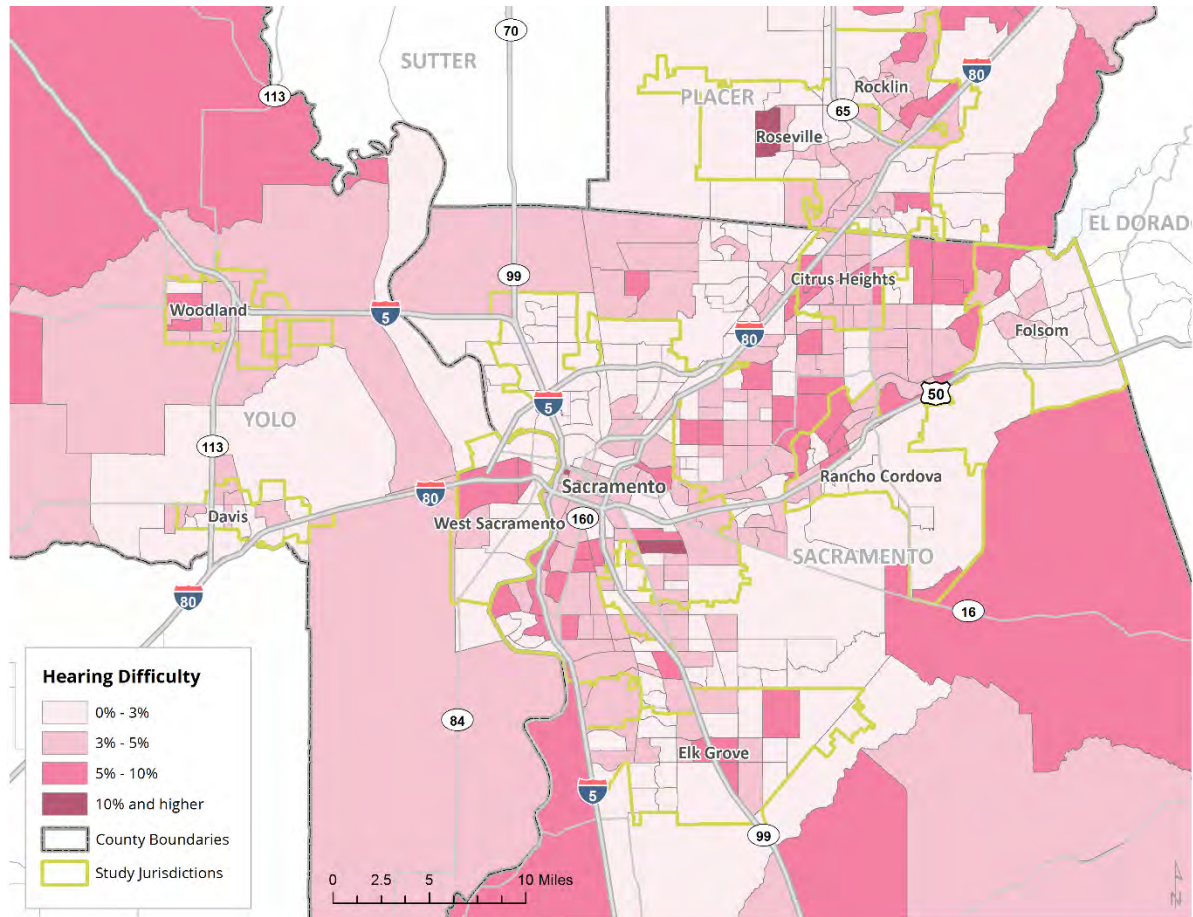 70
SUTTER
113
80
Rocklin
PLACER
65
Roseville
EL DORADO
99
Citrus Heights
Woodland
5
Folsom
80
50
YOLO
5
113
Rancho Cordova
Sacramento
80
Davis
West Sacramento
160
SACRAMENTO
80
16
Hearing Difficulty
0% - 3%
3% - 5%
5% - 10%
10% and higher
County Boundaries
Study Jurisdictions
84
Elk Grove
5
99
0 2.5 5 10 Miles